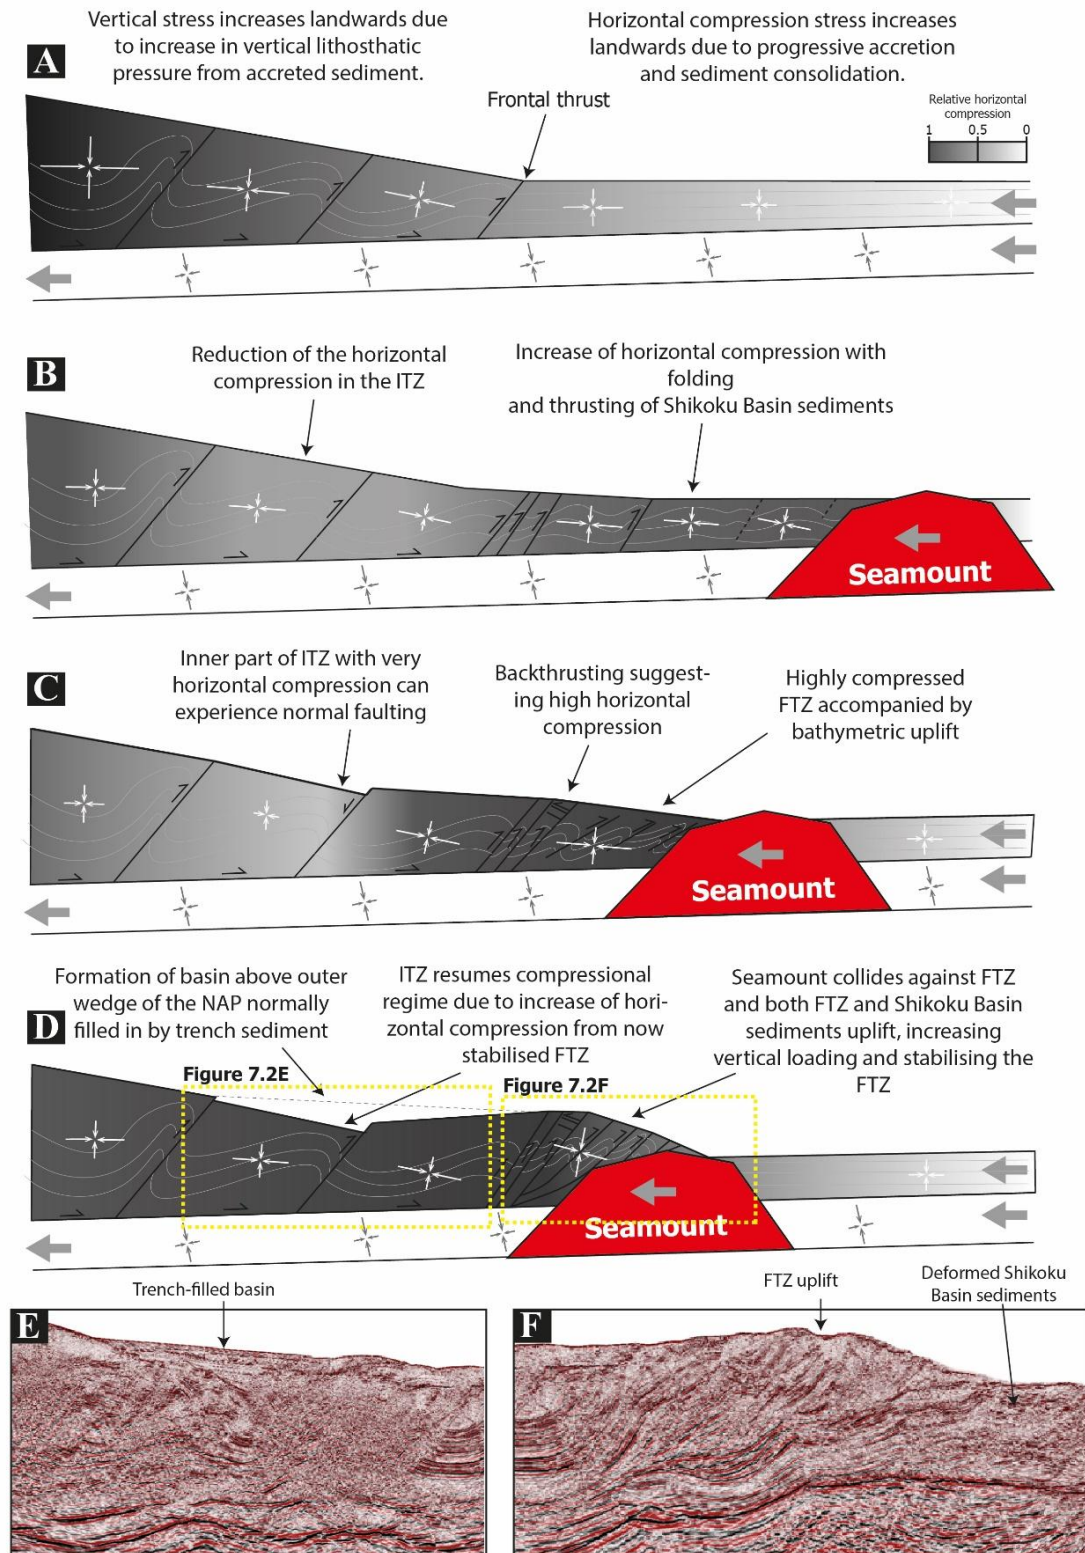 A
Vertical stress increases landwards due
to increase in vertical lithosthatic
pressure from accreted sediment.
Horizontal compression stress increases
landwards due to progressive accretion
and sediment consolidation.
Frontal thrust
Relative horizontal
compression
1 0.5 0
B
Reduction of the horizontal
compression in the ITZ
Increase of horizontal compression with
folding
and thrusting of Shikoku Basin sediments
Seamount
C
Inner part of ITZ with very
horizontal compression can
experience normal faulting
Backthrusting suggest-
ing high horizontal
compression
Highly compressed
FTZ accompanied by
bathymetric uplift
Seamount
D
Formation of basin above outer
wedge of the NAP normally
filled in by trench sediment
ITZ resumes compressional
regime due to increase of hori-
zontal compression from now
stabilised FTZ
Seamount collides against FTZ
and both FTZ and Shikoku Basin
sediments uplift, increasing
vertical loading and stabilising the
FTZ
Figure 7.2E
Figure 7.2F
Seamount
E
Trench-filled basin
F
FTZ uplift
Deformed Shikoku
Basin sediments